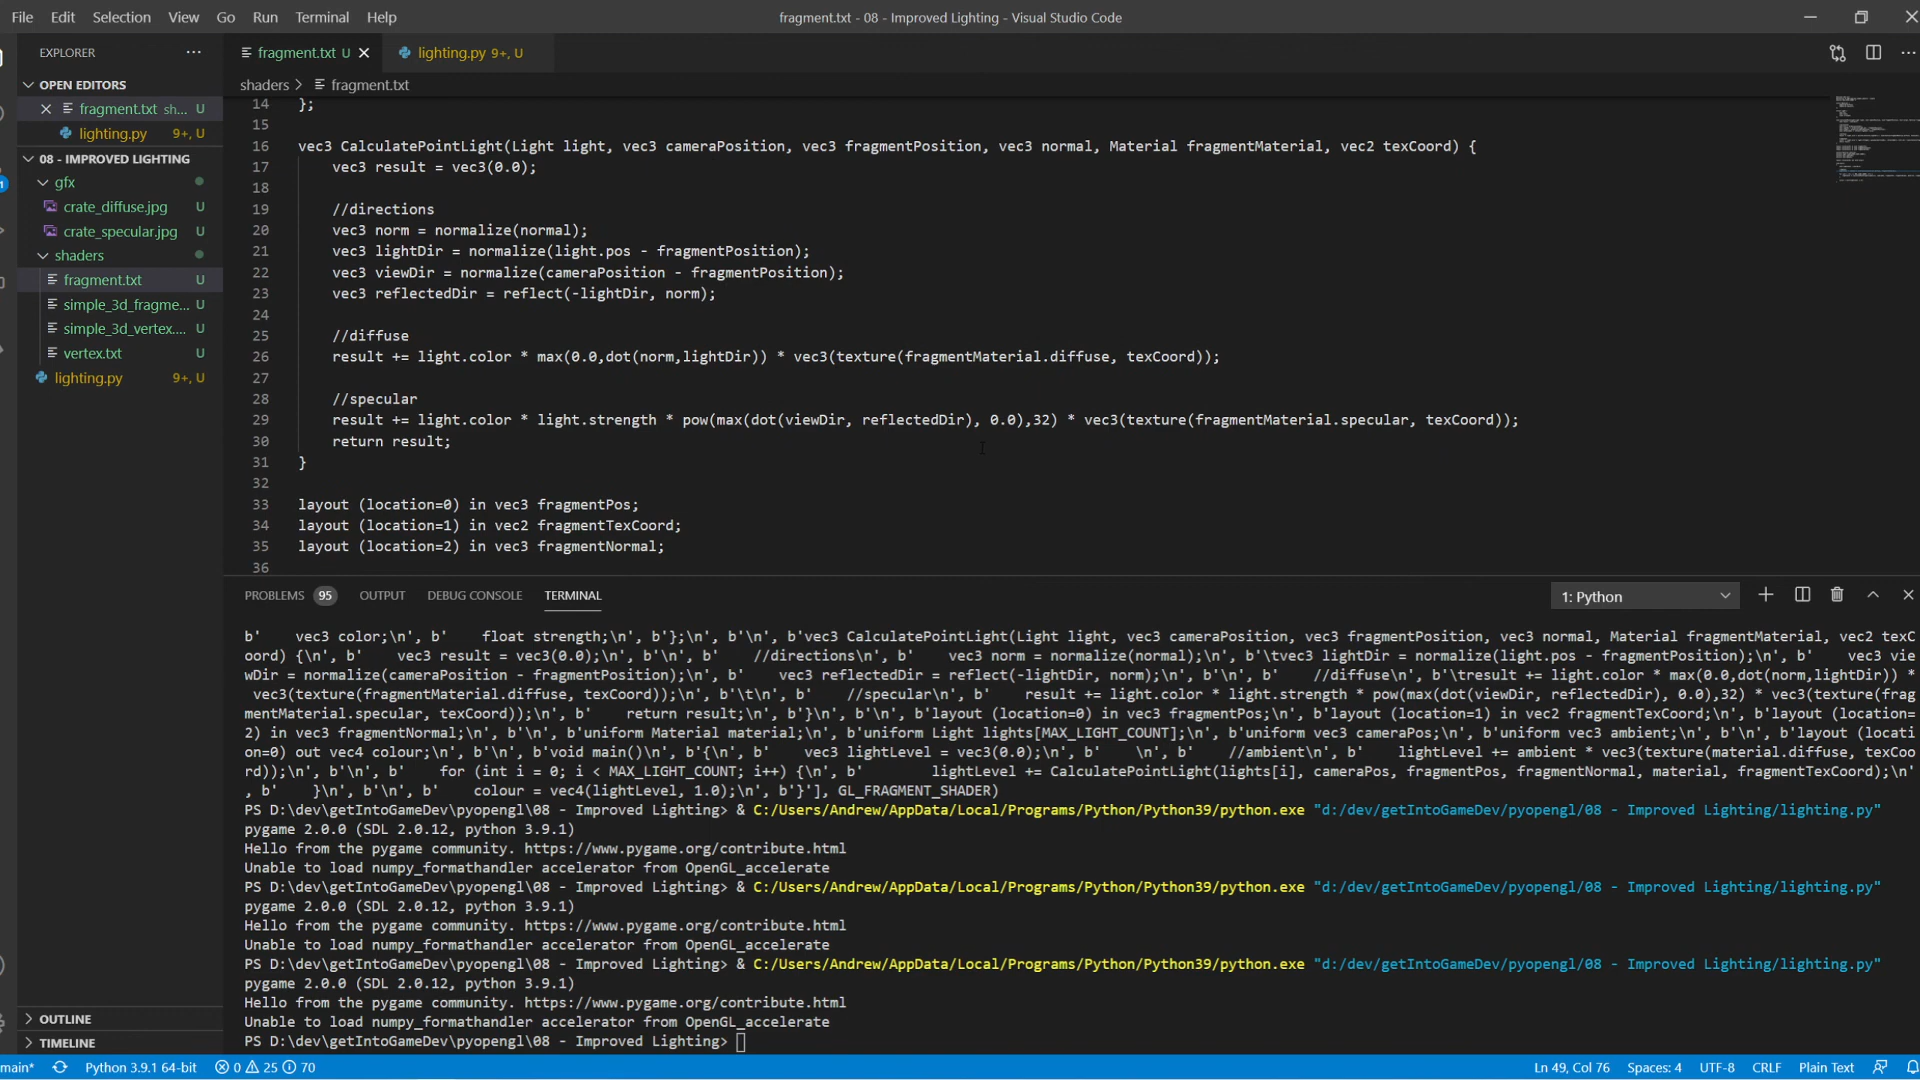 File Edit Selection View Go Run Terminal Help fragment.txt - 08 - Improved Lighting - Visual Studio Code
EXPLORER ...
fragment.txt U
lighting.py 9+, U
OPEN EDITORS
shaders > fragment.txt
fragment.txt sh... U
lighting.py 9+, U
08 - IMPROVED LIGHTING
gfx
crate_diffuse.jpg U
crate_specular.jpg U
shaders
fragment.txt U
simple_3d_fragme... U
simple_3d_vertex.... U
vertex.txt U
lighting.py 9+, U
OUTLINE
TIMELINE
14 };
15
16 vec3 CalculatePointLight(Light light, vec3 cameraPosition, vec3 fragmentPosition, vec3 normal, Material fragmentMaterial, vec2 texCoord) {
17 vec3 result = vec3(0.0);
18
19 //directions
20 vec3 norm = normalize(normal);
21 vec3 lightDir = normalize(light.pos - fragmentPosition);
22 vec3 viewDir = normalize(cameraPosition - fragmentPosition);
23 vec3 reflectedDir = reflect(-lightDir, norm);
24
25 //diffuse
26 result += light.color * max(0.0,dot(norm,lightDir)) * vec3(texture(fragmentMaterial.diffuse, texCoord));
27
28 //specular
29 result += light.color * light.strength * pow(max(dot(viewDir, reflectedDir), 0.0),32) * vec3(texture(fragmentMaterial.specular, texCoord));
30 return result;
31 }
32
33 layout (location=0) in vec3 fragmentPos;
34 layout (location=1) in vec2 fragmentTexCoord;
35 layout (location=2) in vec3 fragmentNormal;
36
PROBLEMS 95 OUTPUT DEBUG CONSOLE TERMINAL 1: Python
b'    vec3 color;\n', b'    float strength;\n', b'};\n', b'\n', b'vec3 CalculatePointLight(Light light, vec3 cameraPosition, vec3 fragmentPosition, vec3 normal, Material fragmentMaterial, vec2 texC
oord) {\n', b'    vec3 result = vec3(0.0);\n', b'\n', b'    //directions\n', b'    vec3 norm = normalize(normal);\n', b'\tvec3 lightDir = normalize(light.pos - fragmentPosition);\n', b'    vec3 vie
wDir = normalize(cameraPosition - fragmentPosition);\n', b'    vec3 reflectedDir = reflect(-lightDir, norm);\n', b'\n', b'    //diffuse\n', b'\tresult += light.color * max(0.0,dot(norm,lightDir)) *
vec3(texture(fragmentMaterial.diffuse, texCoord));\n', b'\t\n', b'    //specular\n', b'    result += light.color * light.strength * pow(max(dot(viewDir, reflectedDir), 0.0),32) * vec3(texture(frag
mentMaterial.specular, texCoord));\n', b'    return result;\n', b'}\n', b'\n', b'layout (location=0) in vec3 fragmentPos;\n', b'layout (location=1) in vec2 fragmentTexCoord;\n', b'layout (location=
2) in vec3 fragmentNormal;\n', b'\n', b'uniform Material material;\n', b'uniform Light lights[MAX_LIGHT_COUNT];\n', b'uniform vec3 cameraPos;\n', b'uniform vec3 ambient;\n', b'\n', b'layout (locati
on=0) out vec4 colour;\n', b'\n', b'void main()\n', b'{\n', b'    vec3 lightLevel = vec3(0.0);\n', b'    \n', b'    //ambient\n', b'    lightLevel += ambient * vec3(texture(material.diffuse, texCoo
rd));\n', b'\n', b'    for (int i = 0; i < MAX_LIGHT_COUNT; i++) {\n', b'        lightLevel += CalculatePointLight(lights[i], cameraPos, fragmentPos, fragmentNormal, material, fragmentTexCoord);\n'
, b'    }\n', b'\n', b'    colour = vec4(lightLevel, 1.0);\n', b'}'], GL_FRAGMENT_SHADER)
PS D:\dev\getIntoGameDev\pyopengl\08 - Improved Lighting> & C:/Users/Andrew/AppData/Local/Programs/Python/Python39/python.exe "d:/dev/getIntoGameDev/pyopengl/08 - Improved Lighting/lighting.py"
pygame 2.0.0 (SDL 2.0.12, python 3.9.1)
Hello from the pygame community. https://www.pygame.org/contribute.html
Unable to load numpy_formathandler accelerator from OpenGL_accelerate
PS D:\dev\getIntoGameDev\pyopengl\08 - Improved Lighting> & C:/Users/Andrew/AppData/Local/Programs/Python/Python39/python.exe "d:/dev/getIntoGameDev/pyopengl/08 - Improved Lighting/lighting.py"
pygame 2.0.0 (SDL 2.0.12, python 3.9.1)
Hello from the pygame community. https://www.pygame.org/contribute.html
Unable to load numpy_formathandler accelerator from OpenGL_accelerate
PS D:\dev\getIntoGameDev\pyopengl\08 - Improved Lighting> & C:/Users/Andrew/AppData/Local/Programs/Python/Python39/python.exe "d:/dev/getIntoGameDev/pyopengl/08 - Improved Lighting/lighting.py"
pygame 2.0.0 (SDL 2.0.12, python 3.9.1)
Hello from the pygame community. https://www.pygame.org/contribute.html
Unable to load numpy_formathandler accelerator from OpenGL_accelerate
PS D:\dev\getIntoGameDev\pyopengl\08 - Improved Lighting>
main* Python 3.9.1 64-bit 0 25 70 Ln 49, Col 76 Spaces: 4 UTF-8 CRLF Plain Text